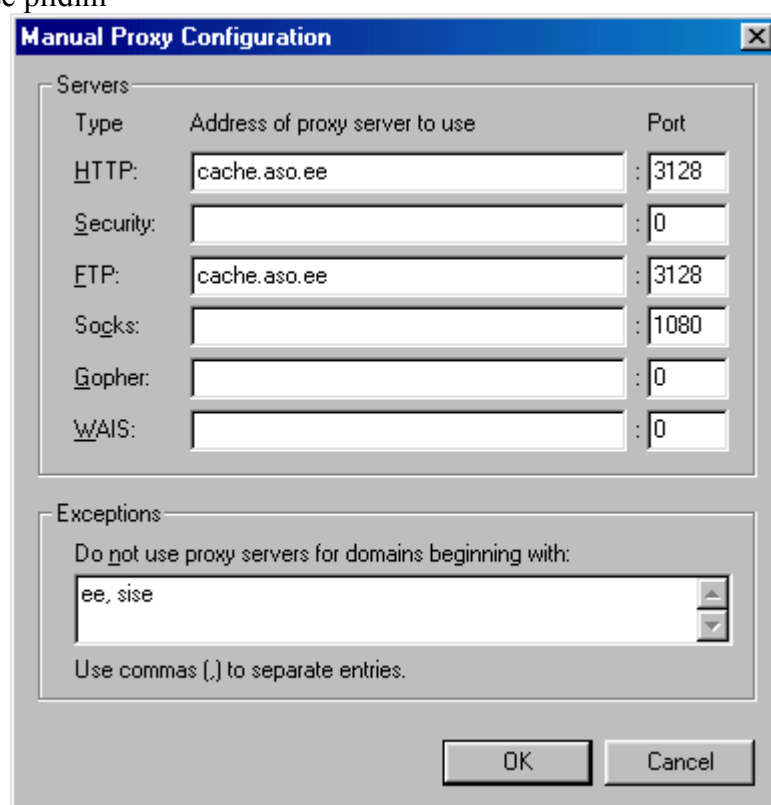 Manual Proxy Configuration
Servers
Type Address of proxy server to use Port
HTTP: cache.aso.ee : 3128
Security: : 0
FTP: cache.aso.ee : 3128
Socks: : 1080
Gopher: : 0
WAIS: : 0
Exceptions
Do not use proxy servers for domains beginning with:
ee, sise
Use commas (,) to separate entries.
OK Cancel